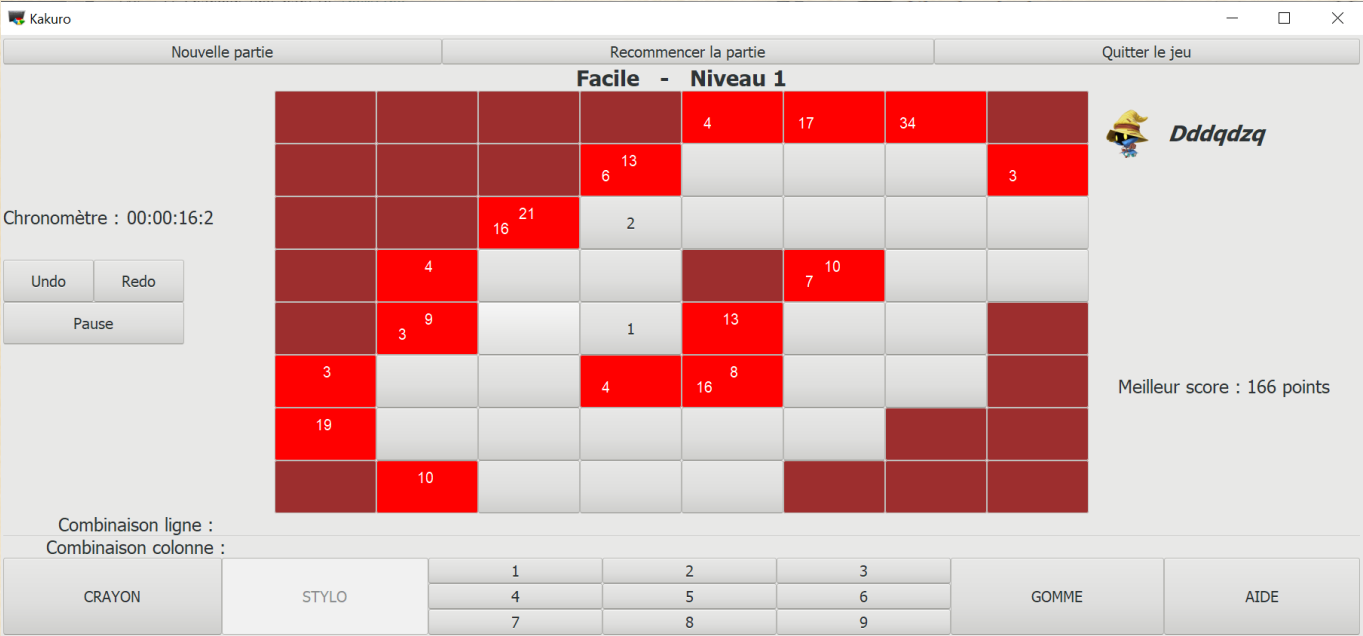 Kakuro
Nouvelle partie Recommencer la partie Quitter le jeu
Facile - Niveau 1
4 17 34
Dddqdzq
13
6 3
21
Chronomètre : 00:00:16:2 16 2
4 10
7
Undo Redo
9 13
Pause 3 1
3 8
4 16
Meilleur score : 166 points
19
10
Combinaison ligne :
Combinaison colonne :
1 2 3
CRAYON STYLO 4 5 6 GOMME AIDE
7 8 9